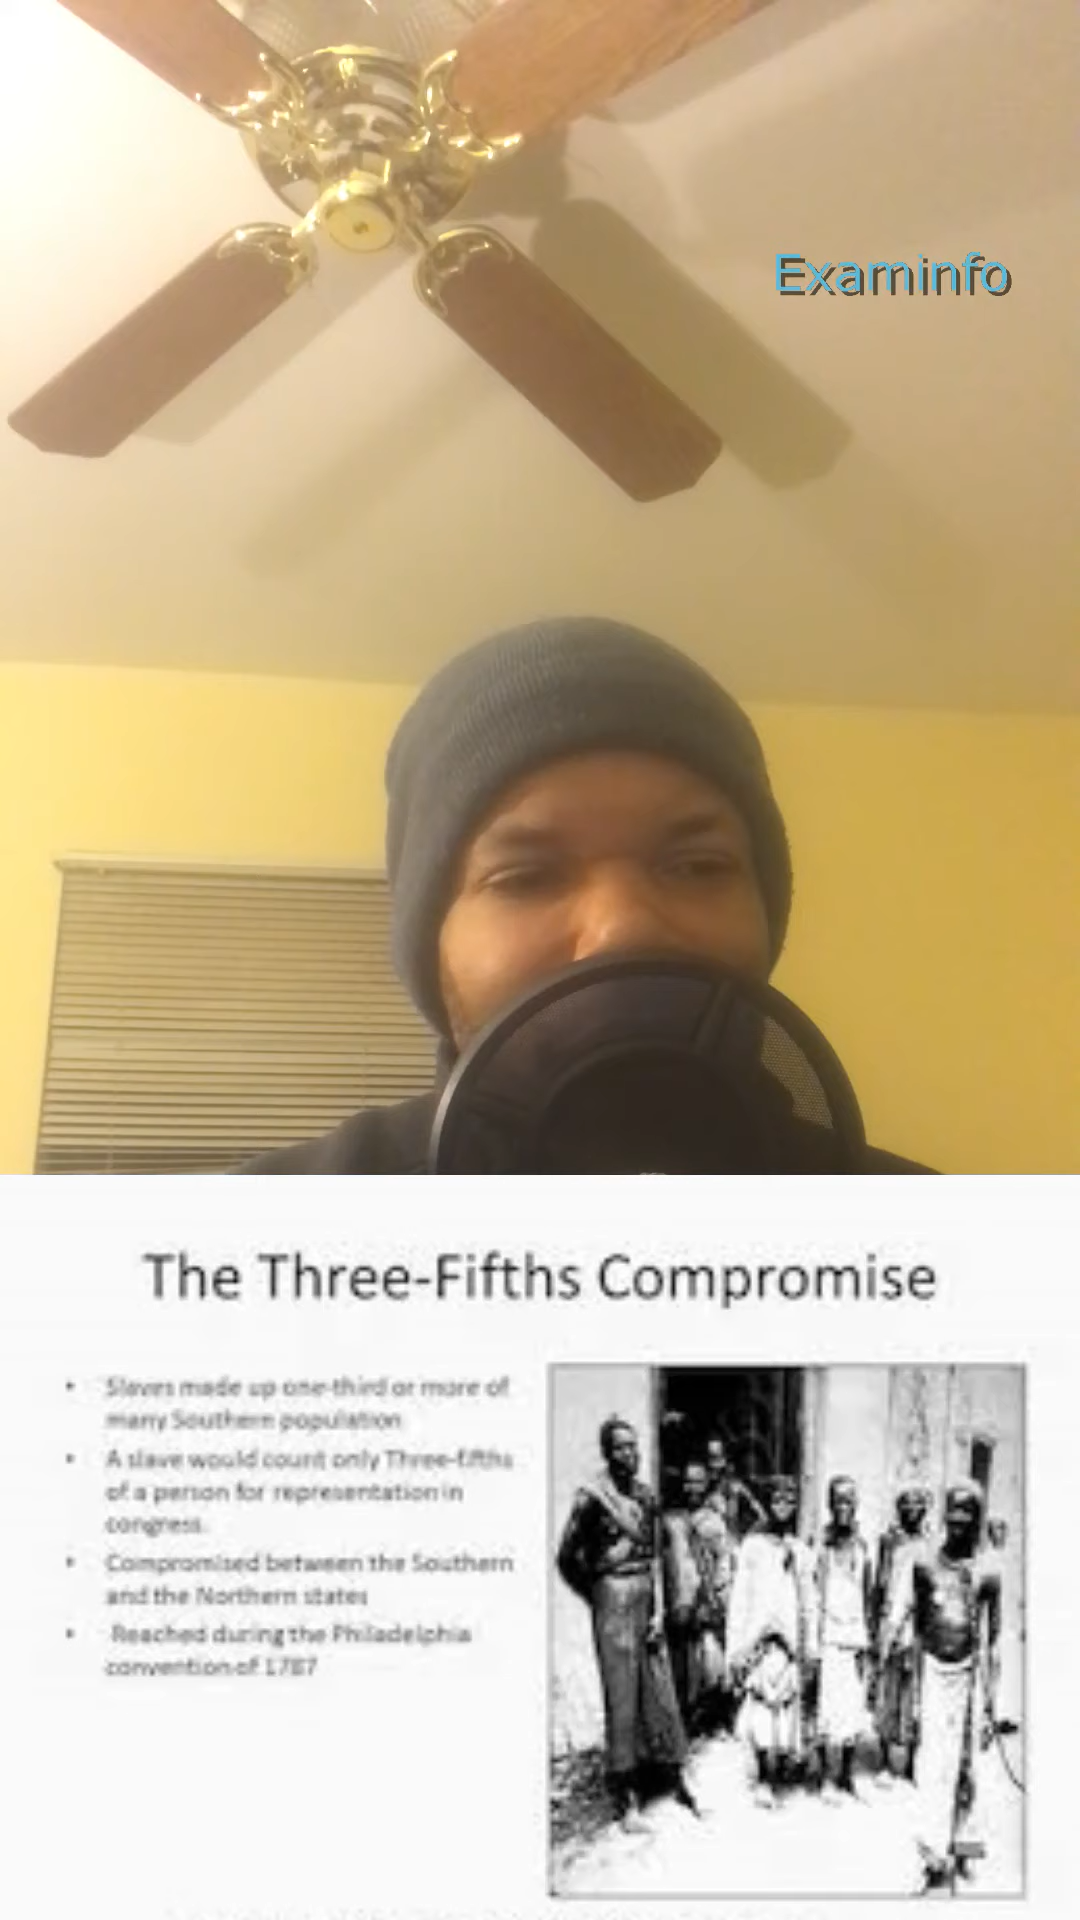 Examinfo
The Three-Fifths Compromise
• Slaves made up one-third or more of
many Southern population
• A slave would count only Three-fifths
of a person for representation in
congress.
• Compromised between the Southern
and the Northern states
• Reached during the Philadelphia
convention of 1787